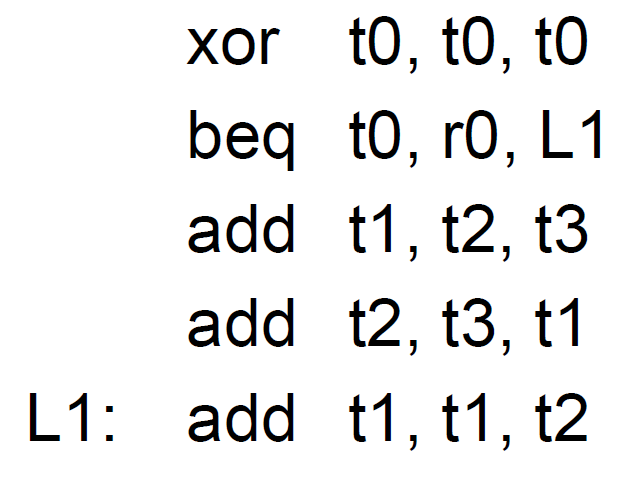 xor t0, t0, t0
beq t0, r0, L1
add t1, t2, t3
add t2, t3, t1
L1: add t1, t1, t2